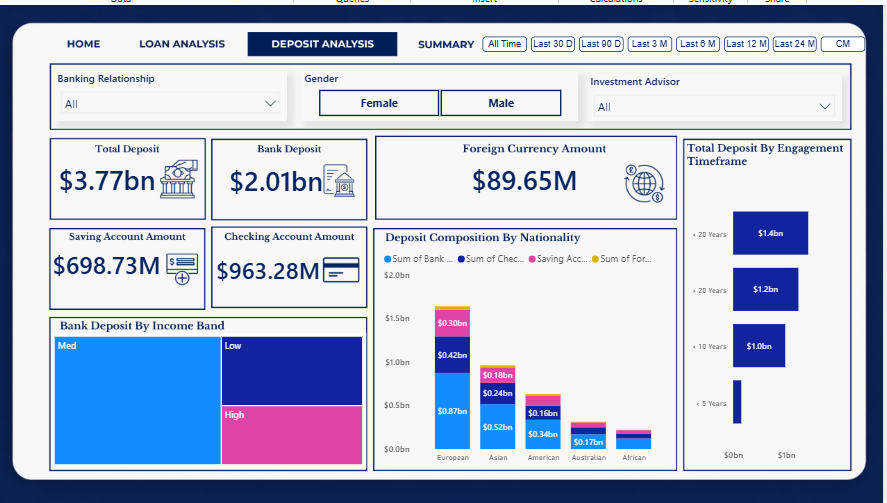 Data Queries Insert Calculations Sensitivity Share
HOME LOAN ANALYSIS DEPOSIT ANALYSIS SUMMARY All Time Last 30 D Last 90 D Last 3 M Last 6 M Last 12 M Last 24 M CM
Banking Relationship
All
Gender
Female Male
Investment Advisor
All
Total Deposit
$3.77bn
Bank Deposit
$2.01bn
Foreign Currency Amount
$89.65M
Saving Account Amount
$698.73M
Checking Account Amount
$963.28M
Bank Deposit By Income Band
Med
Low
High
Deposit Composition By Nationality
Sum of Bank ... Sum of Chec... Saving Acc... Sum of For...
$2.0bn
$1.5bn
$1.0bn
$0.5bn
$0.0bn
$0.30bn
$0.42bn
$0.87bn
$0.18bn
$0.24bn
$0.52bn
$0.16bn
$0.34bn
$0.17bn
European Asian American Australian African
Total Deposit By Engagement
Timeframe
< 20 Years $1.4bn
> 20 Years $1.2bn
< 10 Years $1.0bn
< 5 Years
$0bn $1bn